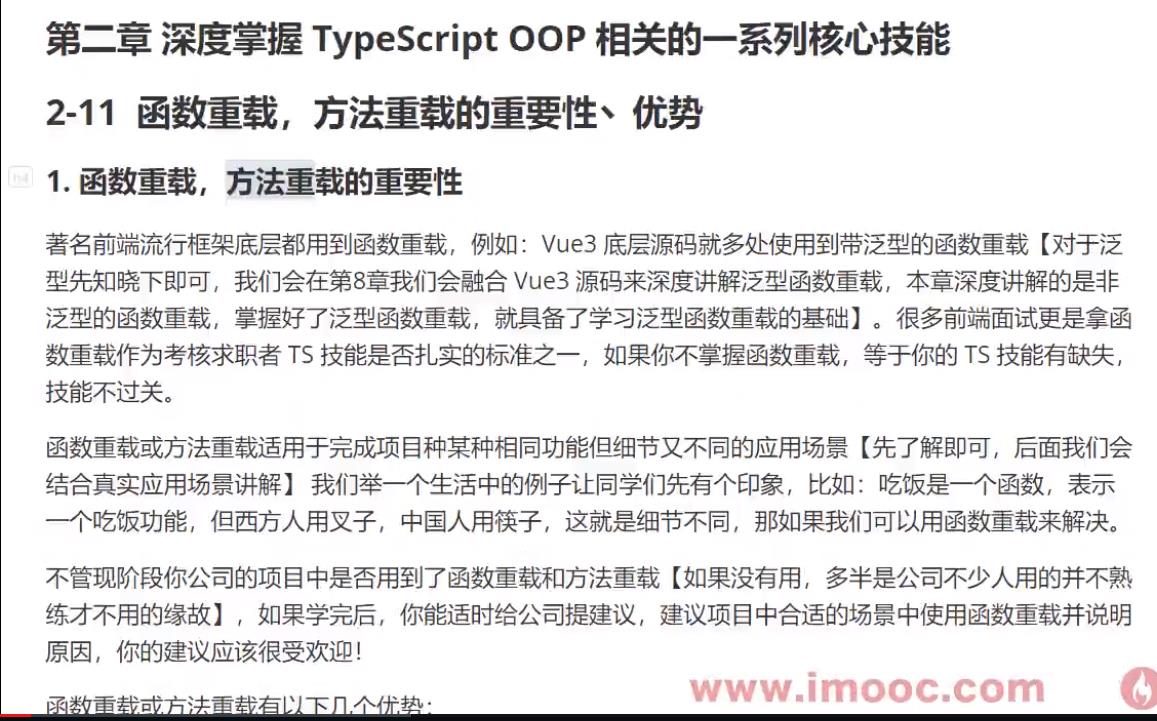 第二章 深度掌握 TypeScript OOP 相关的一系列核心技能
2-11 函数重载，方法重载的重要性、优势
h4
1. 函数重载，方法重载的重要性
著名前端流行框架底层都用到函数重载，例如：Vue3 底层源码就多处使用到带泛型的函数重载【对于泛
型先知晓下即可，我们会在第8章我们会融合 Vue3 源码来深度讲解泛型函数重载，本章深度讲解的是非
泛型的函数重载，掌握好了泛型函数重载，就具备了学习泛型函数重载的基础】。很多前端面试更是拿函
数重载作为考核求职者 TS 技能是否扎实的标准之一，如果你不掌握函数重载，等于你的 TS 技能有缺失，
技能不过关。
函数重载或方法重载适用于完成项目种某种相同功能但细节又不同的应用场景【先了解即可，后面我们会
结合真实应用场景讲解】 我们举一个生活中的例子让同学们先有个印象，比如：吃饭是一个函数，表示
一个吃饭功能，但西方人用叉子，中国人用筷子，这就是细节不同，那如果我们可以用函数重载来解决。
不管现阶段你公司的项目中是否用到了函数重载和方法重载【如果没有用，多半是公司不少人用的并不熟
练才不用的缘故】，如果学完后，你能适时给公司提建议，建议项目中合适的场景中使用函数重载并说明
原因，你的建议应该很受欢迎！
函数重载或方法重载有以下几个优势：
www.imooc.com